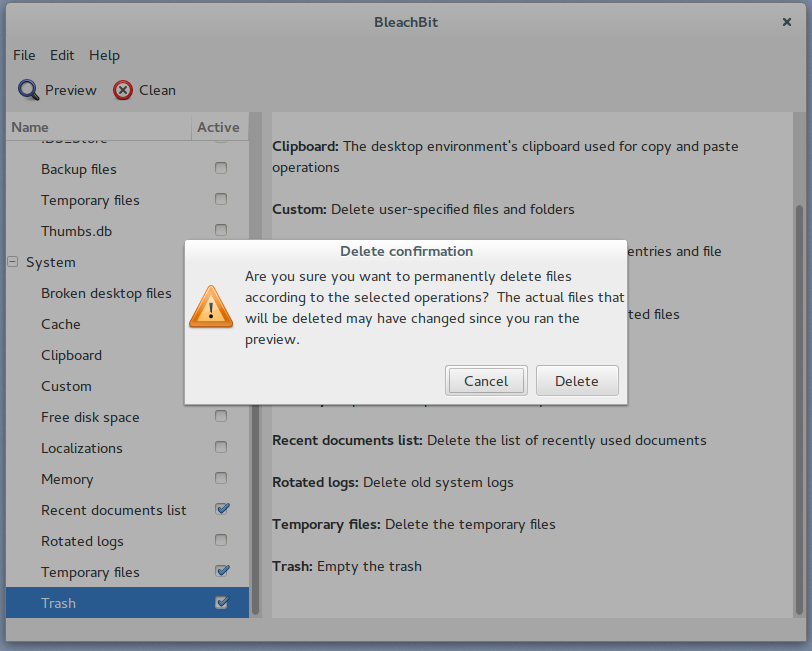 BleachBit
File Edit Help
Preview Clean
Name Active
Backup files
Temporary files
Thumbs.db
System
Broken desktop files
Cache
Clipboard
Custom
Free disk space
Localizations
Memory
Recent documents list
Rotated logs
Temporary files
Trash
Clipboard: The desktop environment's clipboard used for copy and paste
operations
Custom: Delete user-specified files and folders
entries and file
ted files
Delete confirmation
Are you sure you want to permanently delete files
according to the selected operations? The actual files that
will be deleted may have changed since you ran the
preview.
Cancel Delete
Recent documents list: Delete the list of recently used documents
Rotated logs: Delete old system logs
Temporary files: Delete the temporary files
Trash: Empty the trash